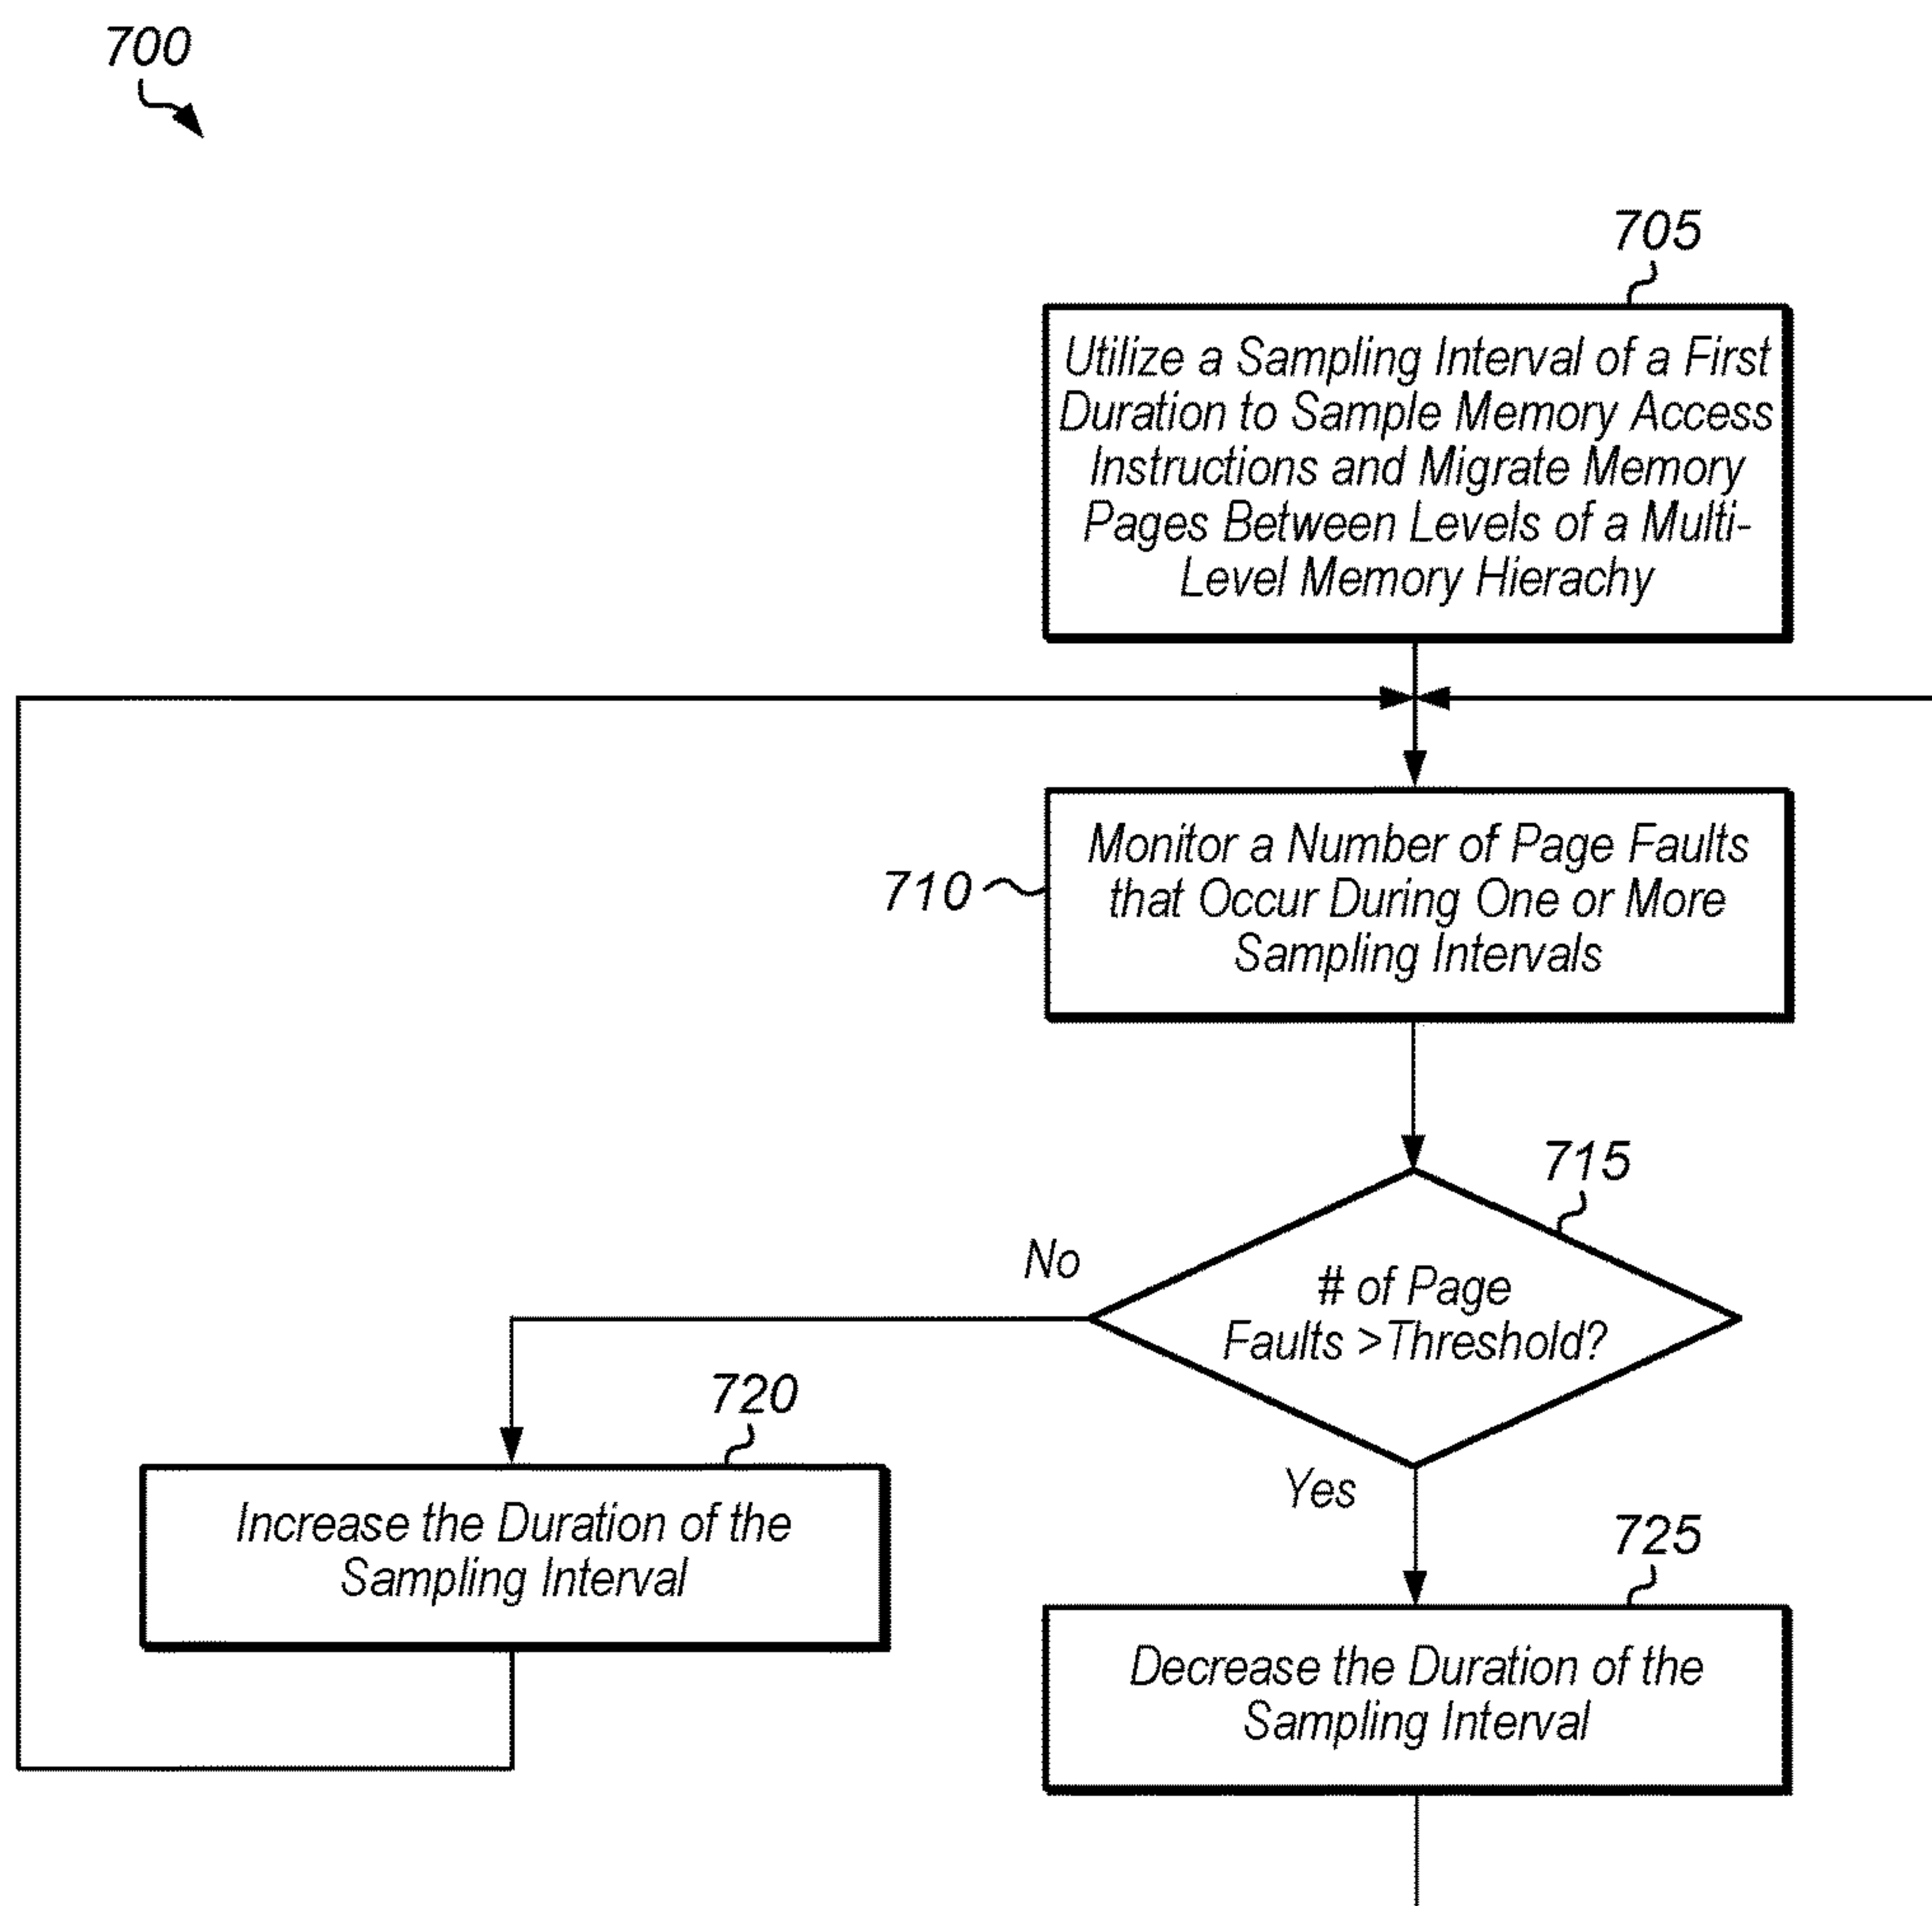 700
705
Utilize a Sampling Interval of a First
Duration to Sample Memory Access
Instructions and Migrate Memory
Pages Between Levels of a Multi-
Level Memory Hierachy
710
Monitor a Number of Page Faults
that Occur During One or More
Sampling Intervals
715
# of Page
Faults >Threshold?
No
Yes
720
Increase the Duration of the
Sampling Interval
725
Decrease the Duration of the
Sampling Interval